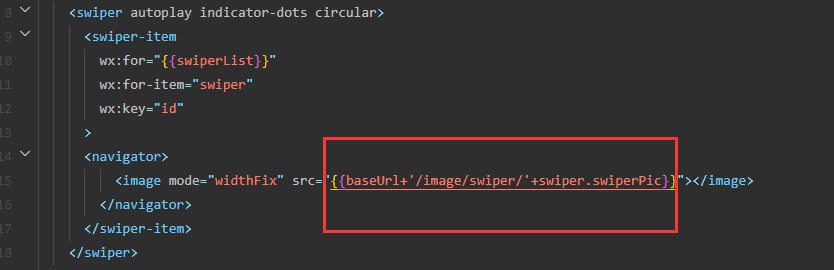 8 <swiper autoplay indicator-dots circular>
9 <swiper-item
10 wx:for="{{swiperList}}"
11 wx:for-item="swiper"
12 wx:key="id"
13 >
14 <navigator>
15 <image mode="widthFix" src="{{baseUrl+'/image/swiper/'+swiper.swiperPic}}"></image>
16 </navigator>
17 </swiper-item>
18 </swiper>